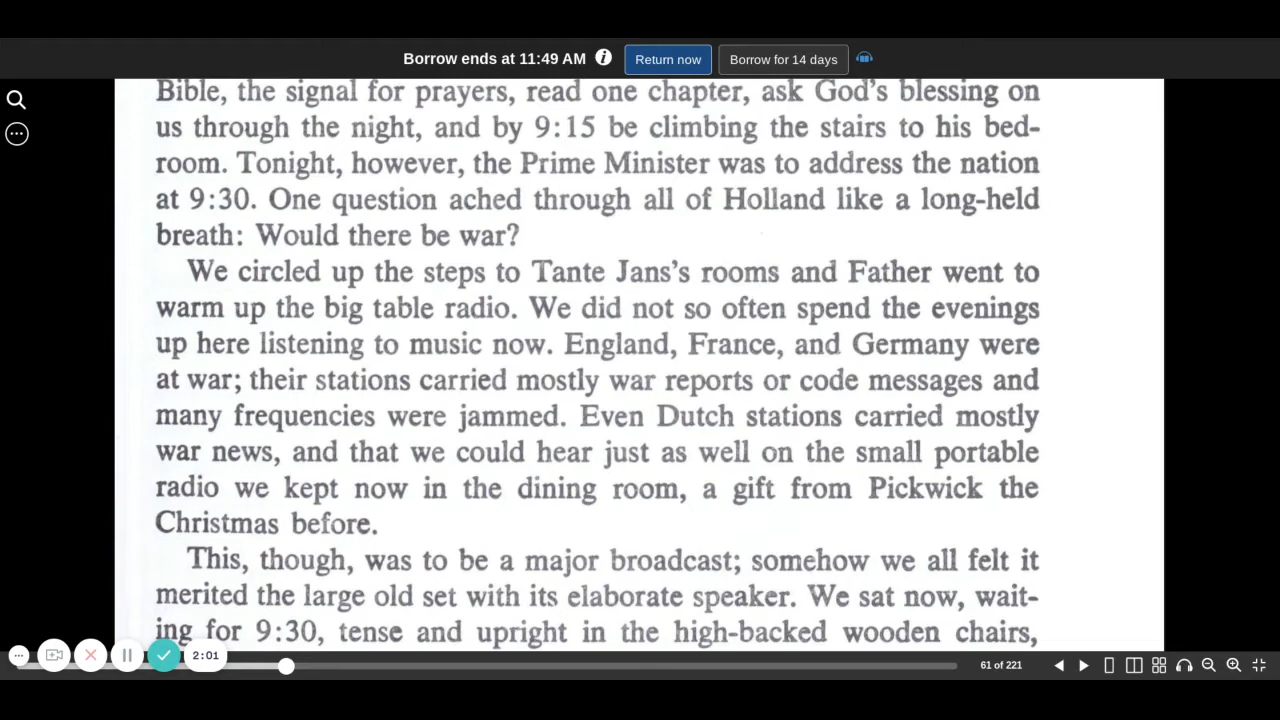 Borrow ends at 11:49 AM
Return now
Borrow for 14 days
Bible, the signal for prayers, read one chapter, ask God's blessing on
us through the night, and by 9:15 be climbing the stairs to his bed-
room. Tonight, however, the Prime Minister was to address the nation
at 9:30. One question ached through all of Holland like a long-held
breath: Would there be war?
We circled up the steps to Tante Jans's rooms and Father went to
warm up the big table radio. We did not so often spend the evenings
up here listening to music now. England, France, and Germany were
at war; their stations carried mostly war reports or code messages and
many frequencies were jammed. Even Dutch stations carried mostly
war news, and that we could hear just as well on the small portable
radio we kept now in the dining room, a gift from Pickwick the
Christmas before.
This, though, was to be a major broadcast; somehow we all felt it
merited the large old set with its elaborate speaker. We sat now, wait-
ing for 9:30, tense and upright in the high-backed wooden chairs,
2:01
61 of 221